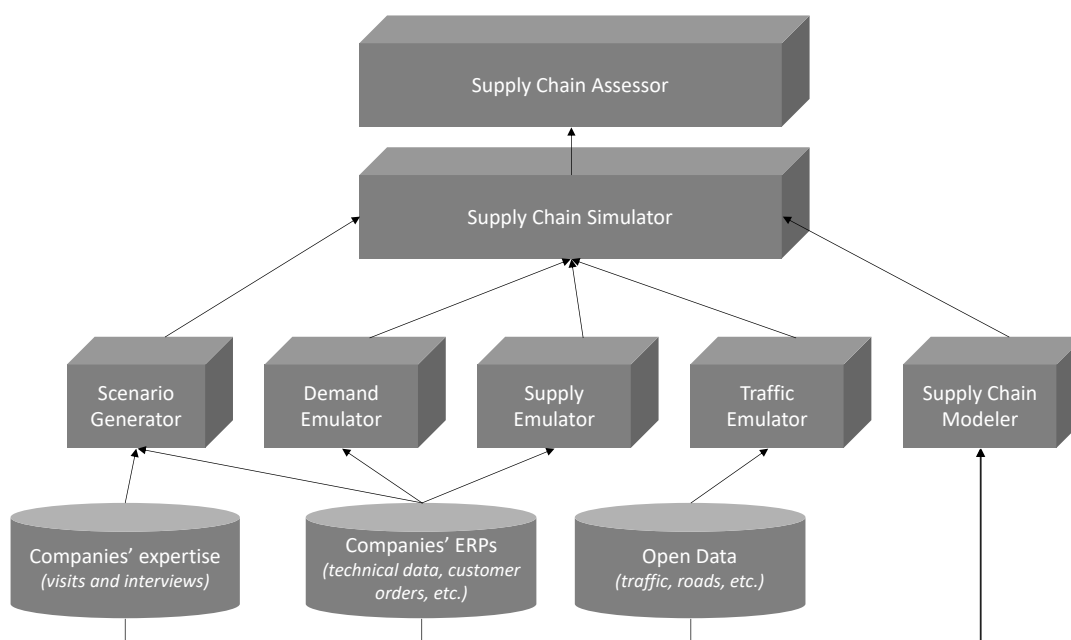 Supply Chain Assessor
Supply Chain Simulator
Scenario
Generator
Demand
Emulator
Supply
Emulator
Traffic
Emulator
Supply Chain
Modeler
Companies’ expertise
(visits and interviews)
Companies’ ERPs
(technical data, customer
orders, etc.)
Open Data
(traffic, roads, etc.)